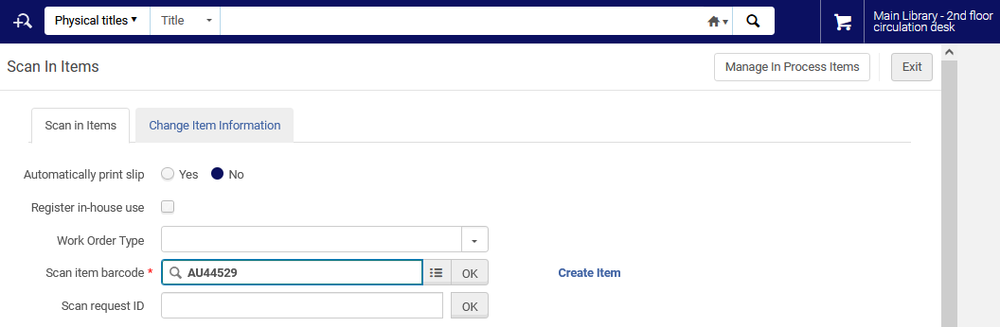 Physical titles
Title
Main Library - 2nd floor
circulation desk
Scan In Items
Manage In Process Items
Exit
Scan in Items
Change Item Information
Automatically print slip
Yes
No
Register in-house use
Work Order Type
Scan item barcode *
AU44529
OK
Create Item
Scan request ID
OK